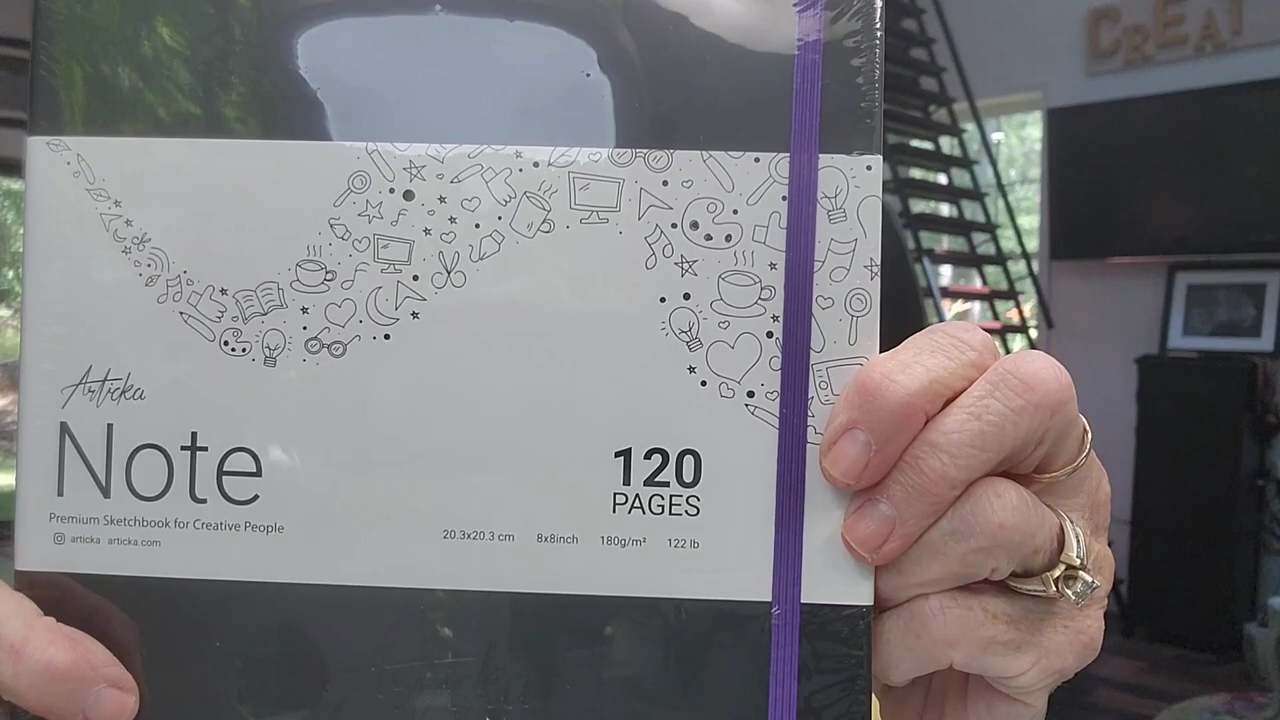 CREAT
Articka
Note
Premium Sketchbook for Creative People
articka articka.com
120
PAGES
20.3x20.3 cm 8x8inch 180g/m² 122 lb